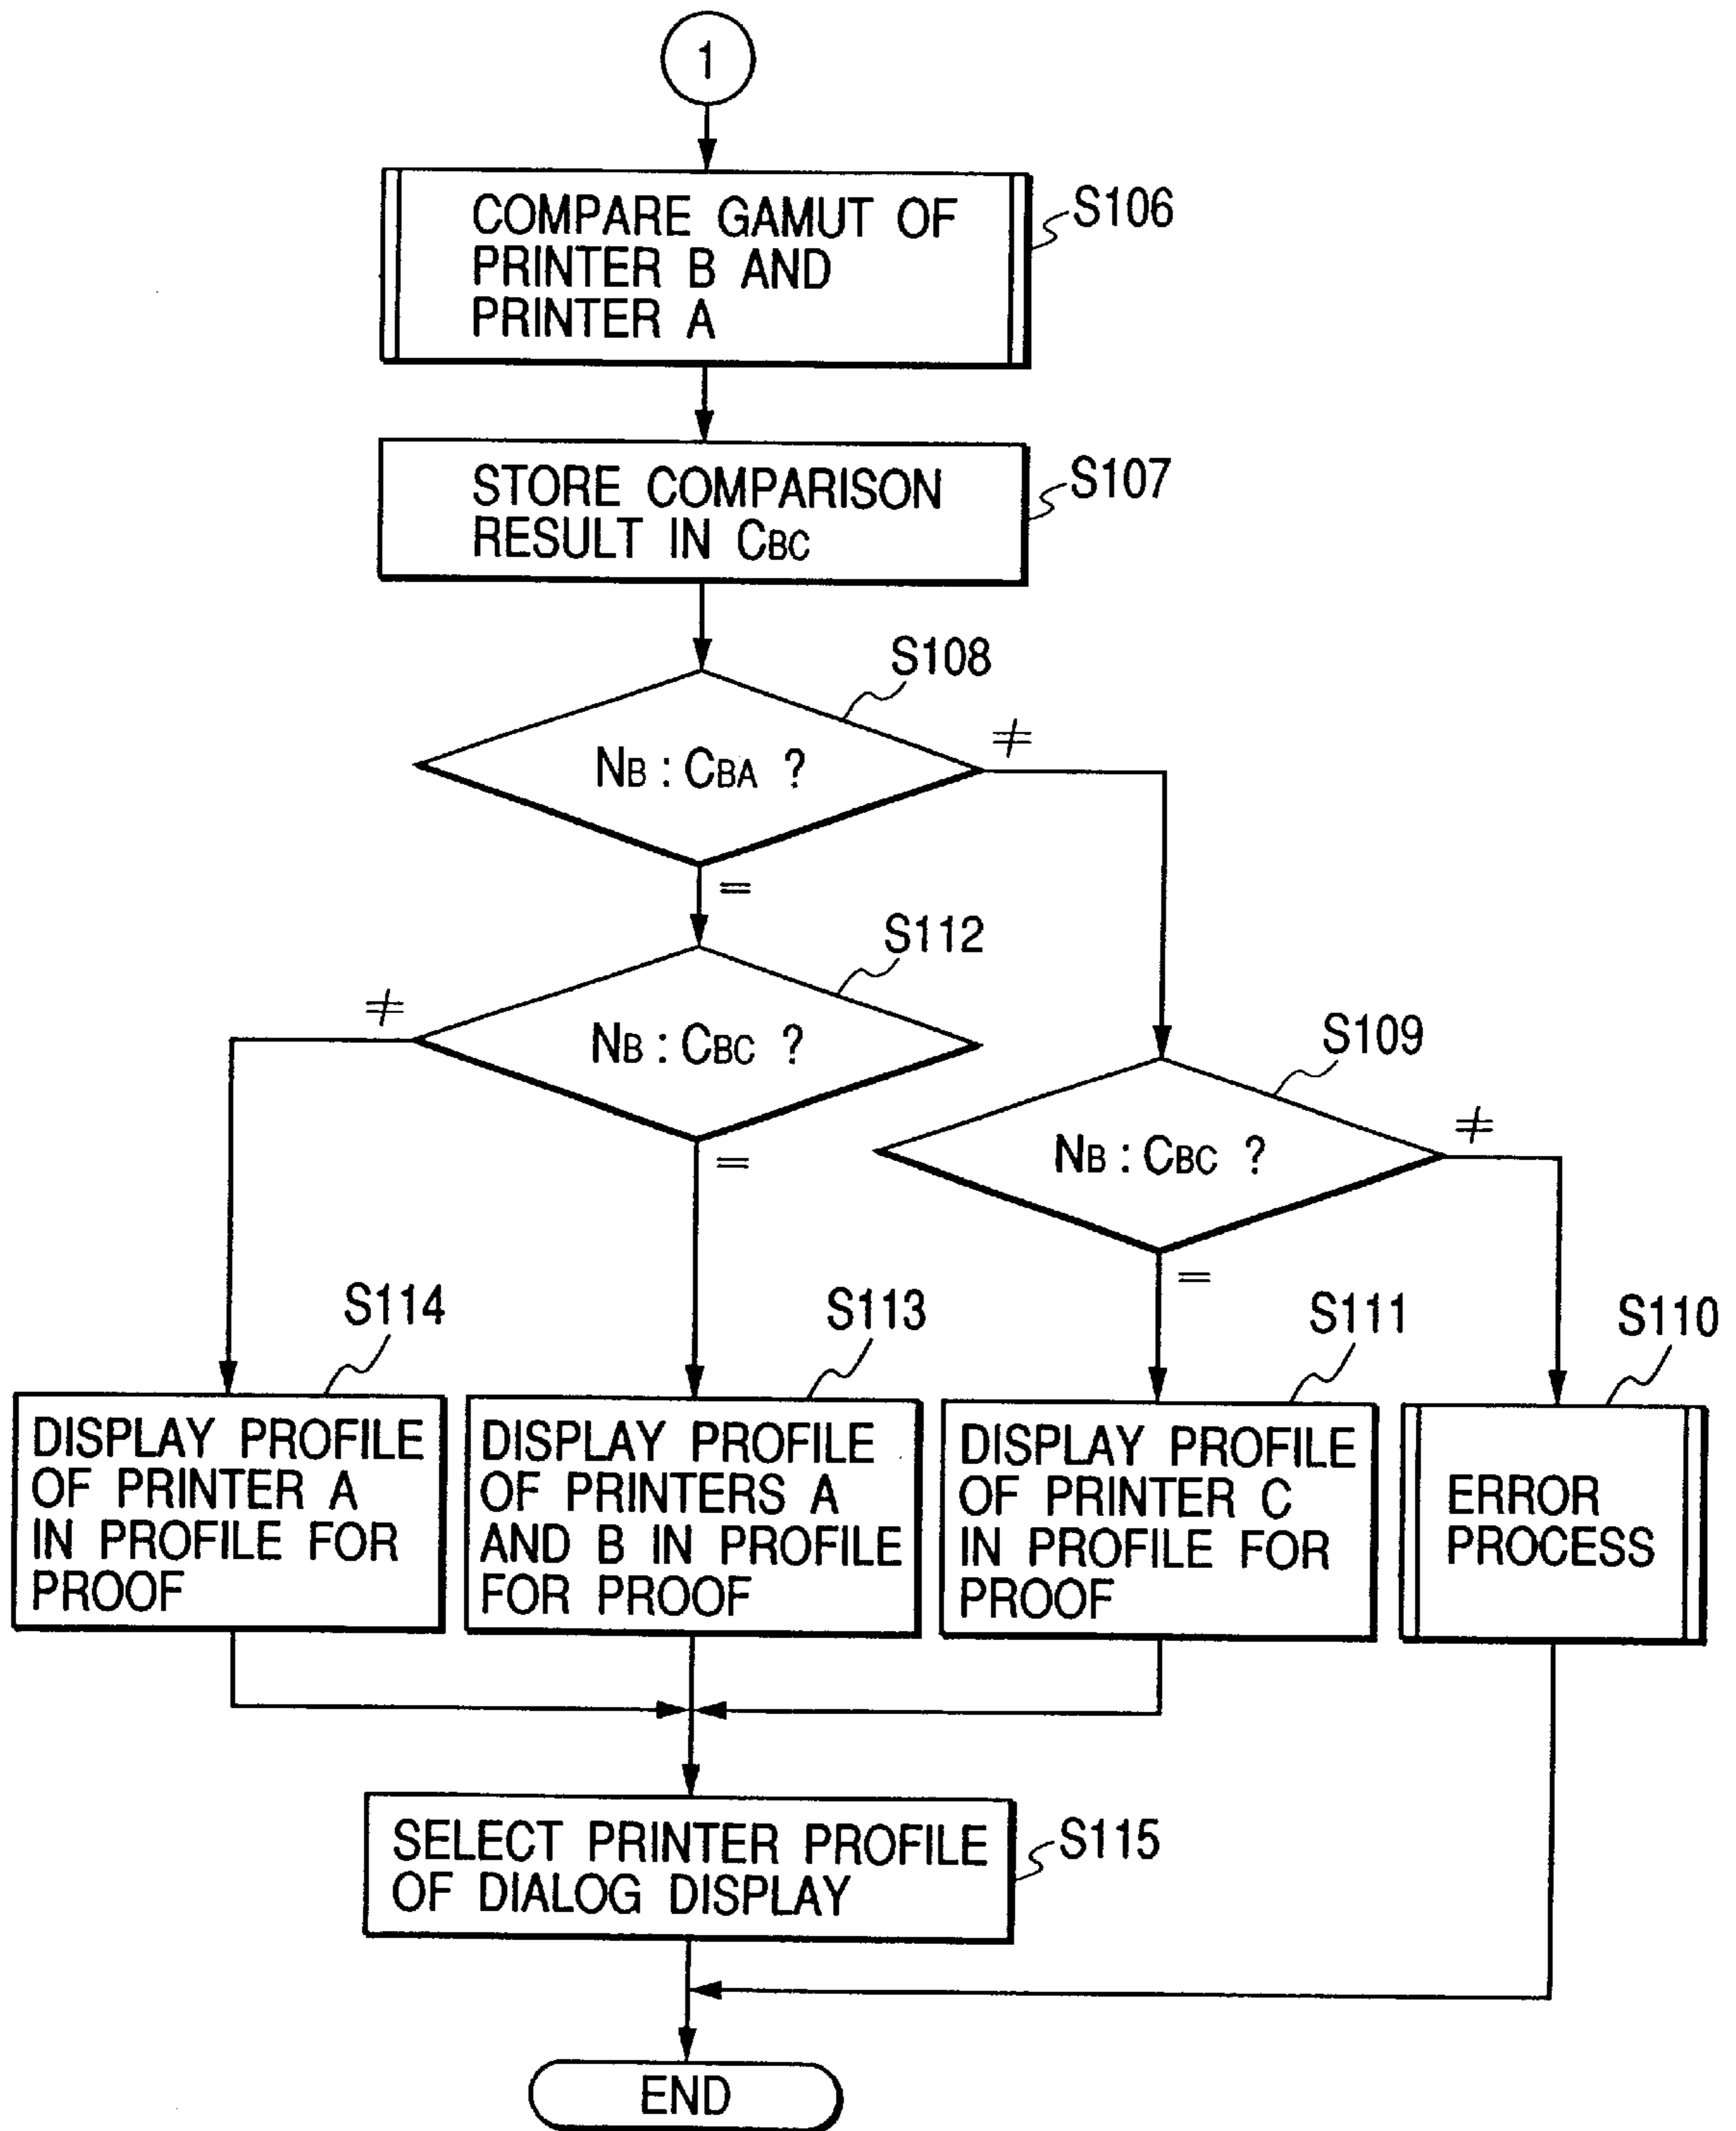 1
COMPARE GAMUT OF
PRINTER B AND
PRINTER A
S106
STORE COMPARISON
RESULT IN CBC
S107
S108
NB : CBA ?
≠
=
S112
NB : CBC ?
≠
=
S109
NB : CBC ?
≠
=
S114
DISPLAY PROFILE
OF PRINTER A
IN PROFILE FOR
PROOF
S113
DISPLAY PROFILE
OF PRINTERS A
AND B IN PROFILE
FOR PROOF
S111
DISPLAY PROFILE
OF PRINTER C
IN PROFILE FOR
PROOF
S110
ERROR
PROCESS
SELECT PRINTER PROFILE
OF DIALOG DISPLAY
S115
END